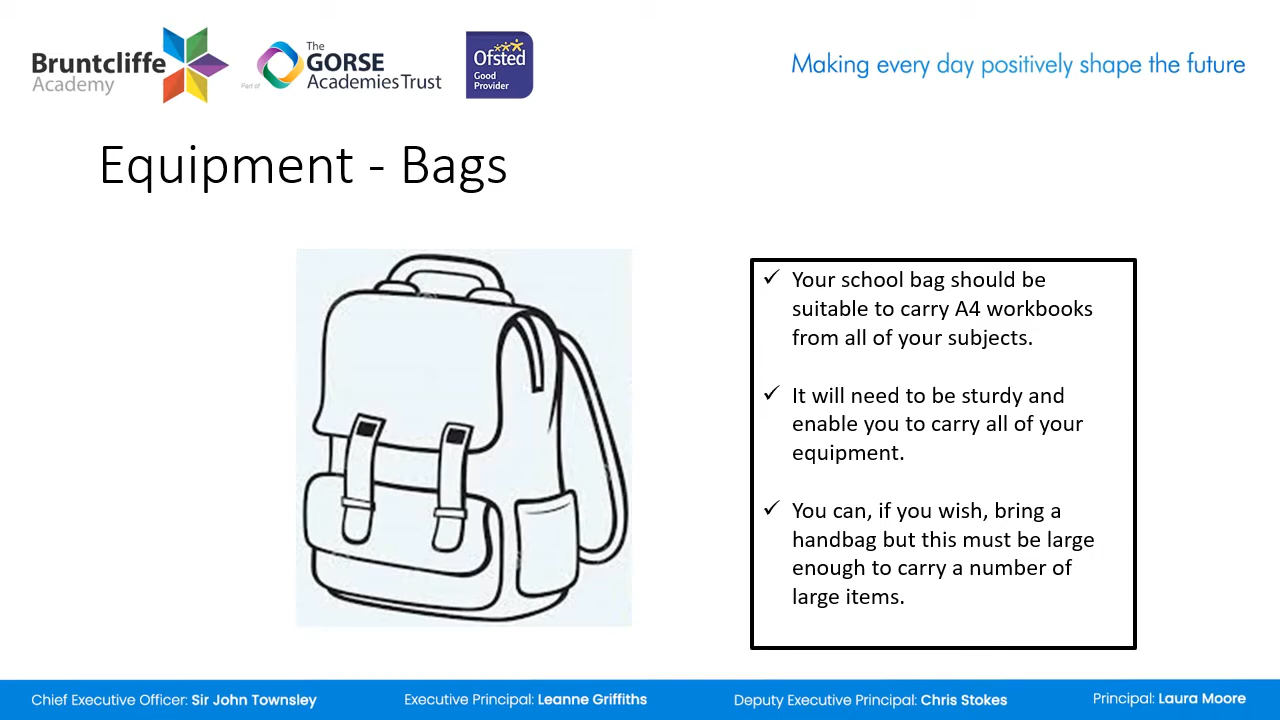 Bruntcliffe
Academy
Part of
The
GORSE
Academies Trust
Ofsted
Good
Provider
Making every day positively shape the future
Equipment - Bags
✓ Your school bag should be
suitable to carry A4 workbooks
from all of your subjects.
✓ It will need to be sturdy and
enable you to carry all of your
equipment.
✓ You can, if you wish, bring a
handbag but this must be large
enough to carry a number of
large items.
Chief Executive Officer: Sir John Townsley
Executive Principal: Leanne Griffiths
Deputy Executive Principal: Chris Stokes
Principal: Laura Moore